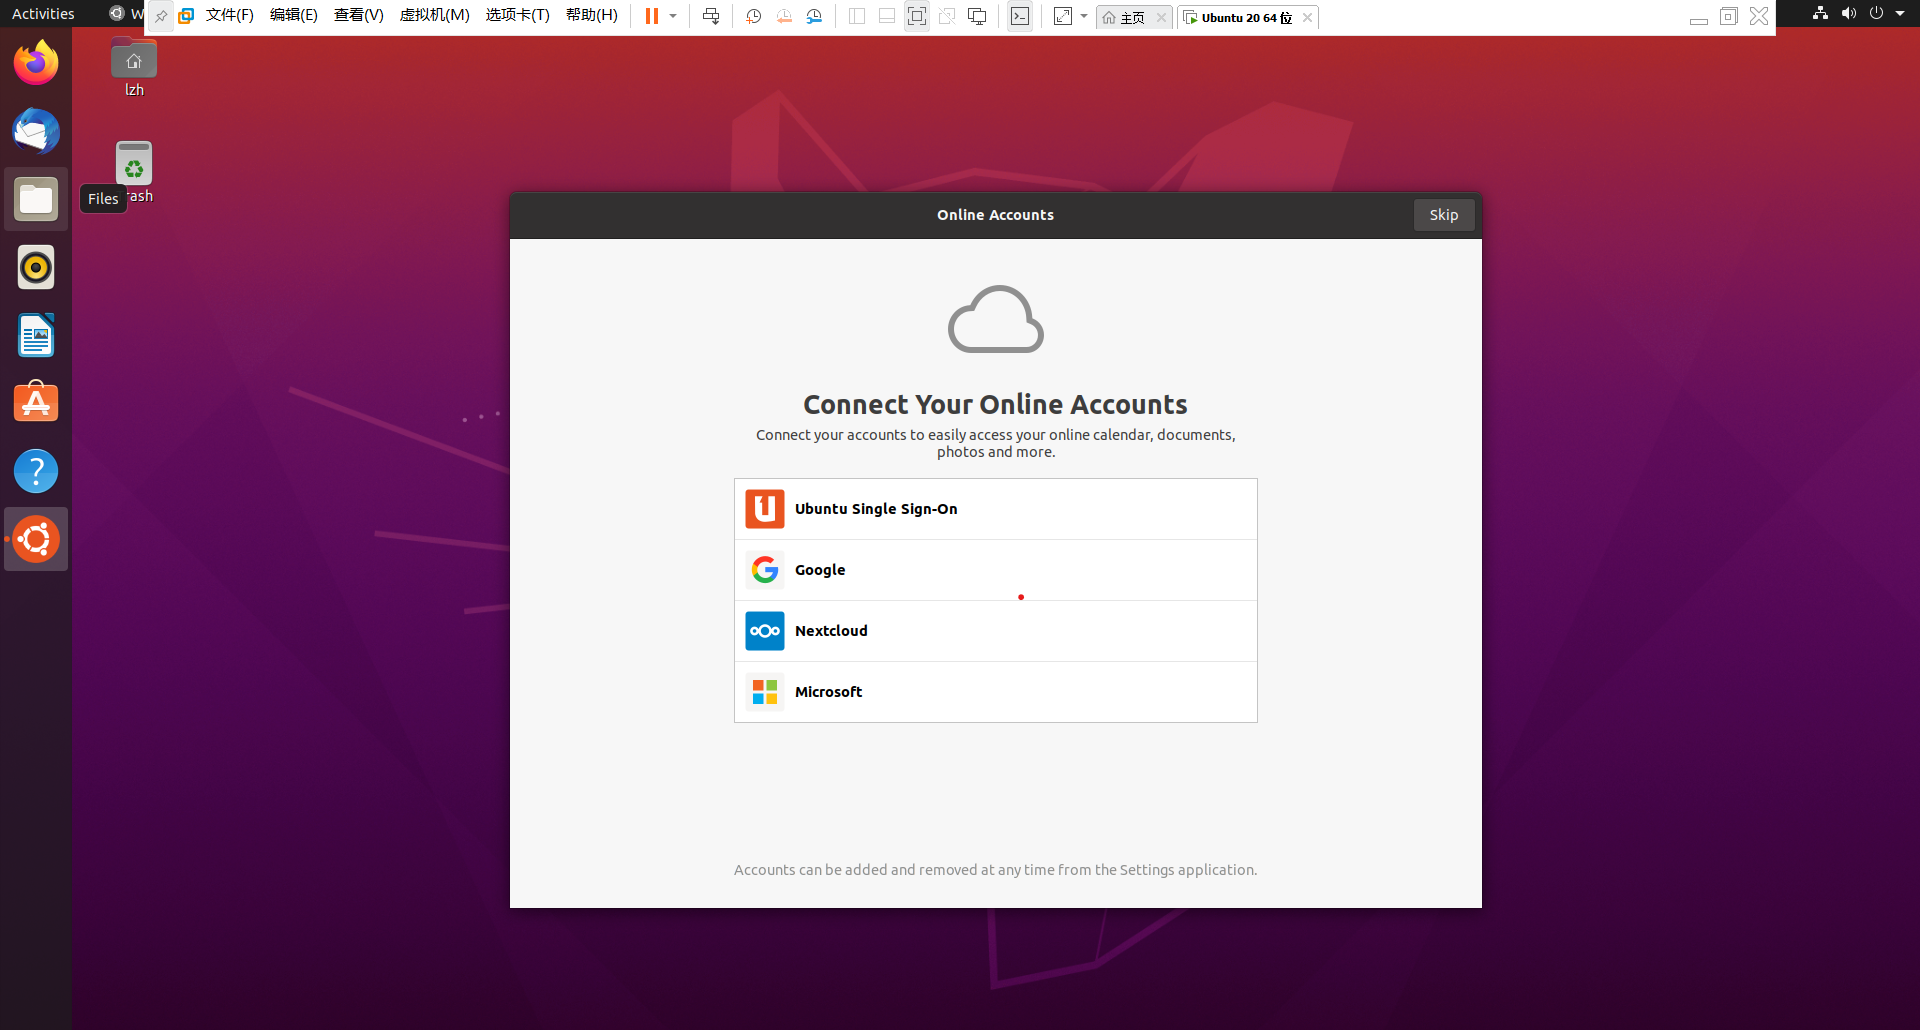 Activities
W
文件(F) 编辑(E) 查看(V) 虚拟机(M) 选项卡(T) 帮助(H)
主页
Ubuntu 20 64 位
lzh
Files
rash
Online Accounts
Skip
Connect Your Online Accounts
Connect your accounts to easily access your online calendar, documents,
photos and more.
Ubuntu Single Sign-On
Google
Nextcloud
Microsoft
Accounts can be added and removed at any time from the Settings application.